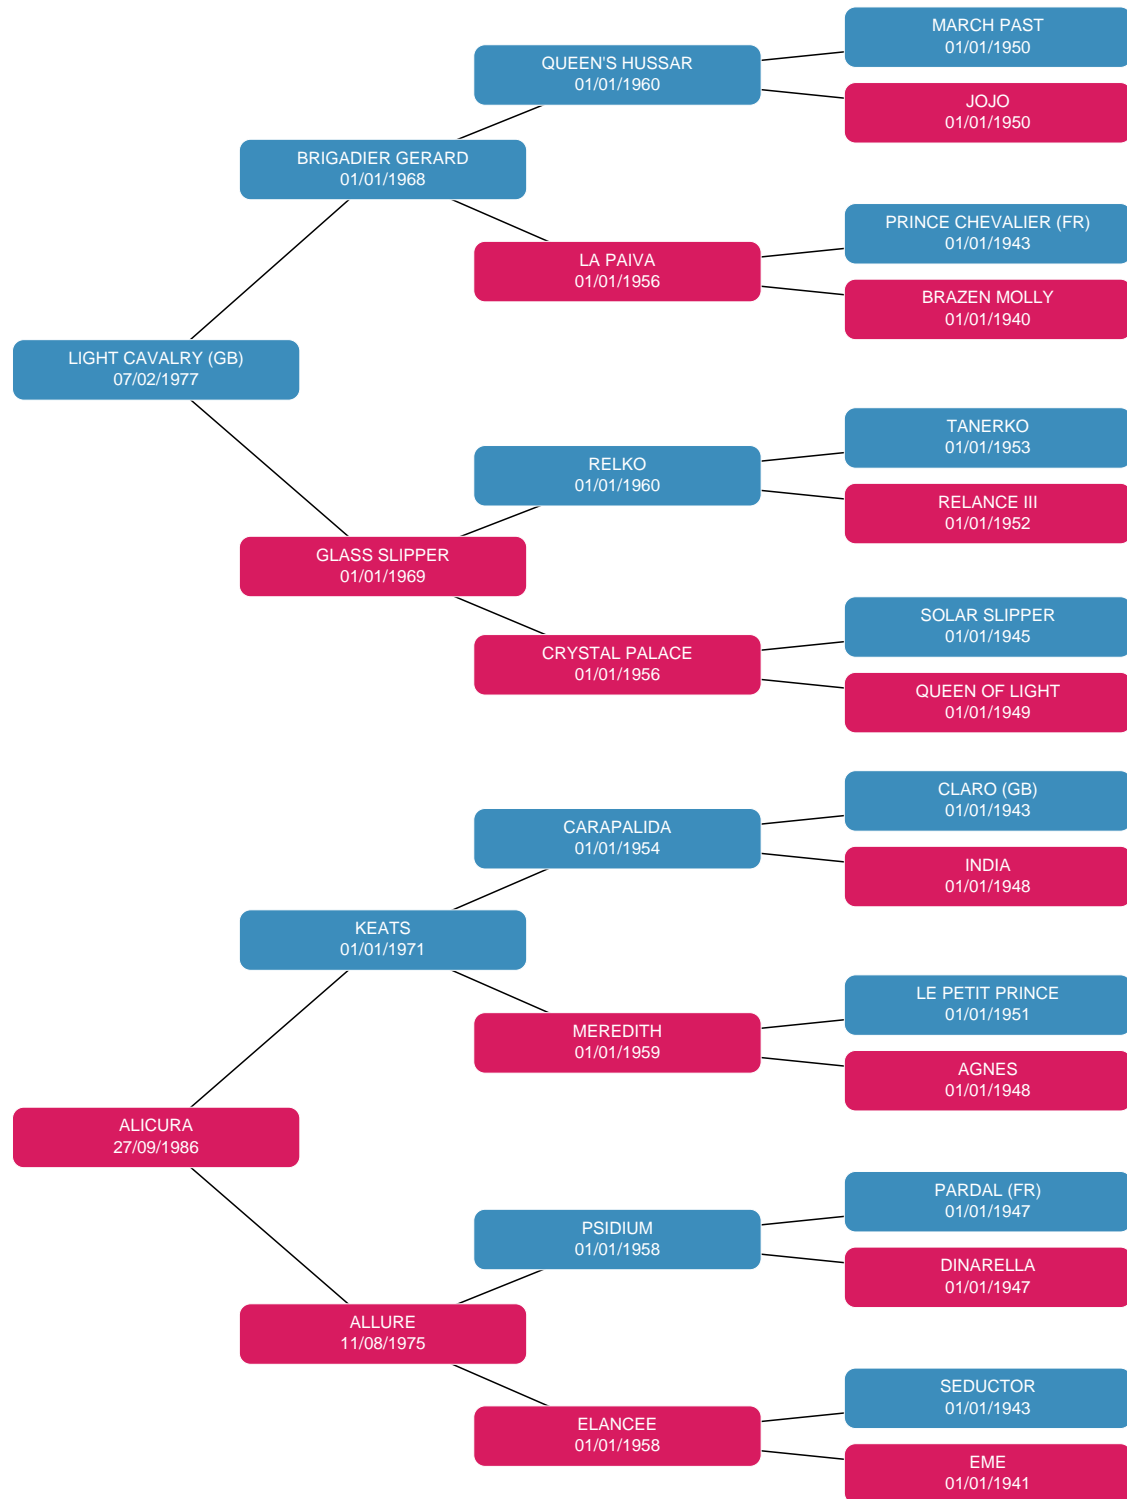 MARCH PAST
01/01/1950
QUEEN'S HUSSAR
01/01/1960
JOJO
01/01/1950
BRIGADIER GERARD
01/01/1968
PRINCE CHEVALIER (FR)
01/01/1943
LA PAIVA
01/01/1956
BRAZEN MOLLY
01/01/1940
LIGHT CAVALRY (GB)
07/02/1977
TANERKO
01/01/1953
RELKO
01/01/1960
RELANCE III
01/01/1952
GLASS SLIPPER
01/01/1969
SOLAR SLIPPER
01/01/1945
CRYSTAL PALACE
01/01/1956
QUEEN OF LIGHT
01/01/1949
CLARO (GB)
01/01/1943
CARAPALIDA
01/01/1954
INDIA
01/01/1948
KEATS
01/01/1971
LE PETIT PRINCE
01/01/1951
MEREDITH
01/01/1959
AGNES
01/01/1948
ALICURA
27/09/1986
PARDAL (FR)
01/01/1947
PSIDIUM
01/01/1958
DINARELLA
01/01/1947
ALLURE
11/08/1975
SEDUCTOR
01/01/1943
ELANCEE
01/01/1958
EME
01/01/1941